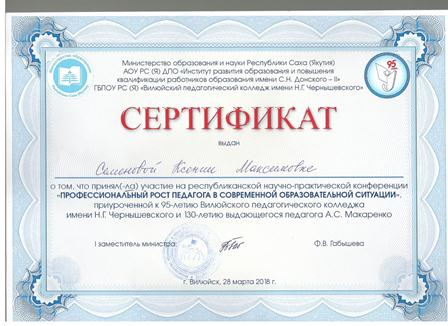 Министерство образования и науки Республики Саха (Якутия)
АОУ РС (Я) ДПО «Институт развития образования и повышения
квалификации работников образования имени С.Н. Донского – II»
ГБПОУ РС (Я) «Вилюйский педагогический колледж имени Н.Г. Чернышевского»
95
СЕРТИФИКАТ
выдан
Семеновой Ксении Максимовне
о том, что принял(-ла) участие на республиканской научно-практической конференции
«ПРОФЕССИОНАЛЬНЫЙ РОСТ ПЕДАГОГА В СОВРЕМЕННОЙ ОБРАЗОВАТЕЛЬНОЙ СИТУАЦИИ»,
приуроченной к 95-летию Вилюйского педагогического колледжа
имени Н.Г. Чернышевского и 130-летию выдающегося педагога А.С. Макаренко
I заместитель министра: Ф.В. Габышева
г. Вилюйск, 28 марта 2018 г.